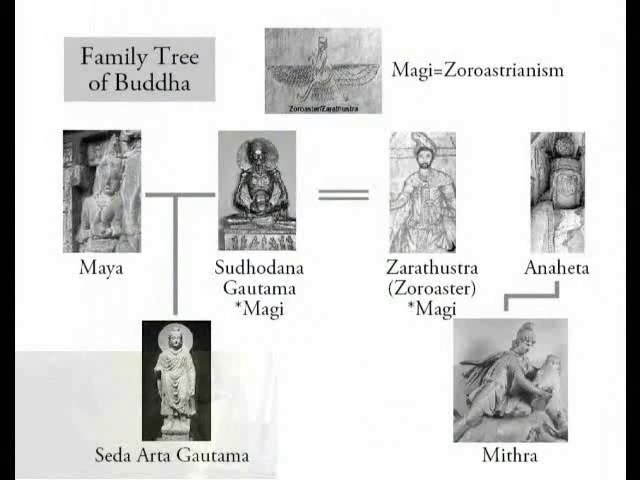 Family Tree
of Buddha
Zoroaster/Zarathustra
Magi=Zoroastrianism
Maya
Sudhodana
Gautama
*Magi
Zarathustra
(Zoroaster)
*Magi
Anaheta
Seda Arta Gautama
Mithra